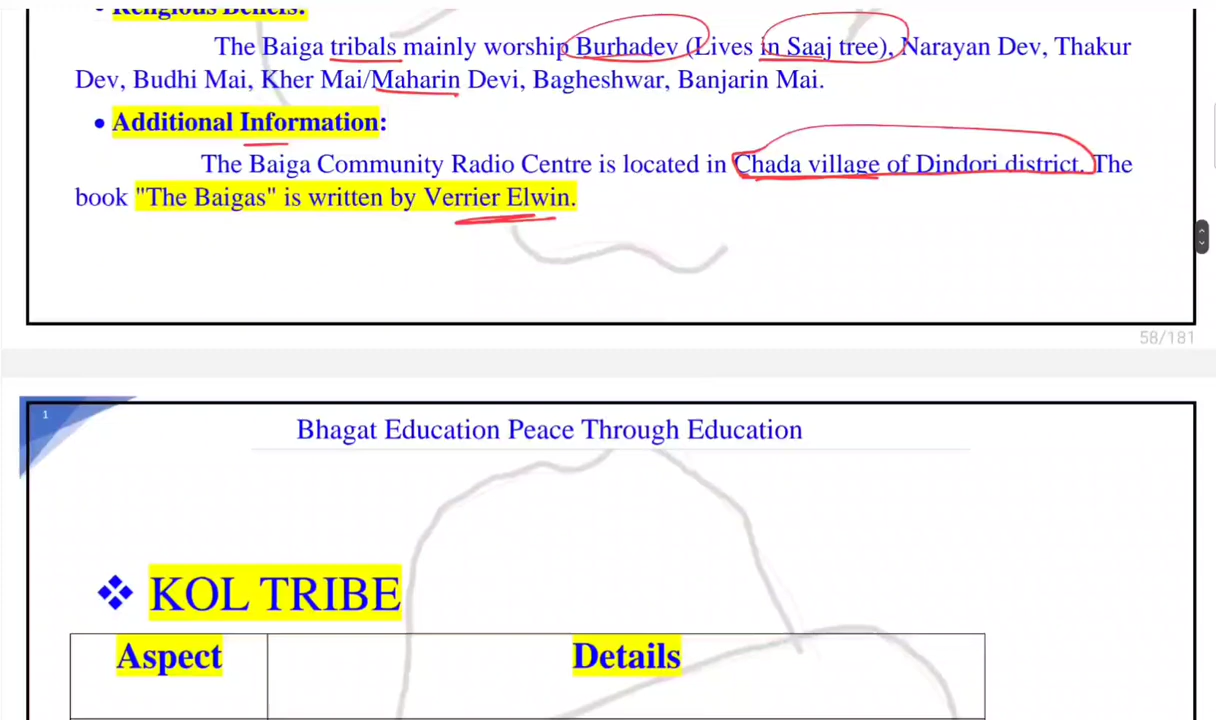 • Religious Beliefs:
The Baiga tribals mainly worship Burhadev (Lives in Saaj tree), Narayan Dev, Thakur
Dev, Budhi Mai, Kher Mai/Maharin Devi, Bagheshwar, Banjarin Mai.
• Additional Information:
The Baiga Community Radio Centre is located in Chada village of Dindori district. The
book "The Baigas" is written by Verrier Elwin.
58/181
1
Bhagat Education Peace Through Education
❖ KOL TRIBE
Aspect Details